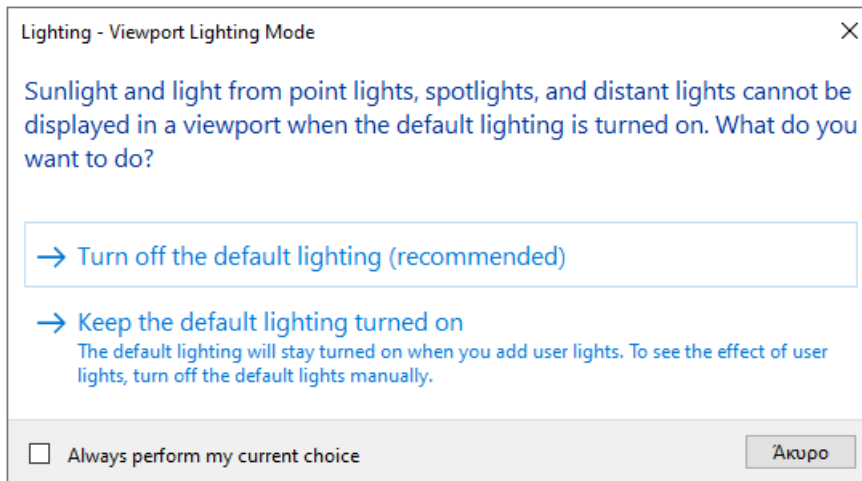 Lighting - Viewport Lighting Mode
Sunlight and light from point lights, spotlights, and distant lights cannot be
displayed in a viewport when the default lighting is turned on. What do you
want to do?
Turn off the default lighting (recommended)
Keep the default lighting turned on
The default lighting will stay turned on when you add user lights. To see the effect of user
lights, turn off the default lights manually.
Always perform my current choice
Άκυρο